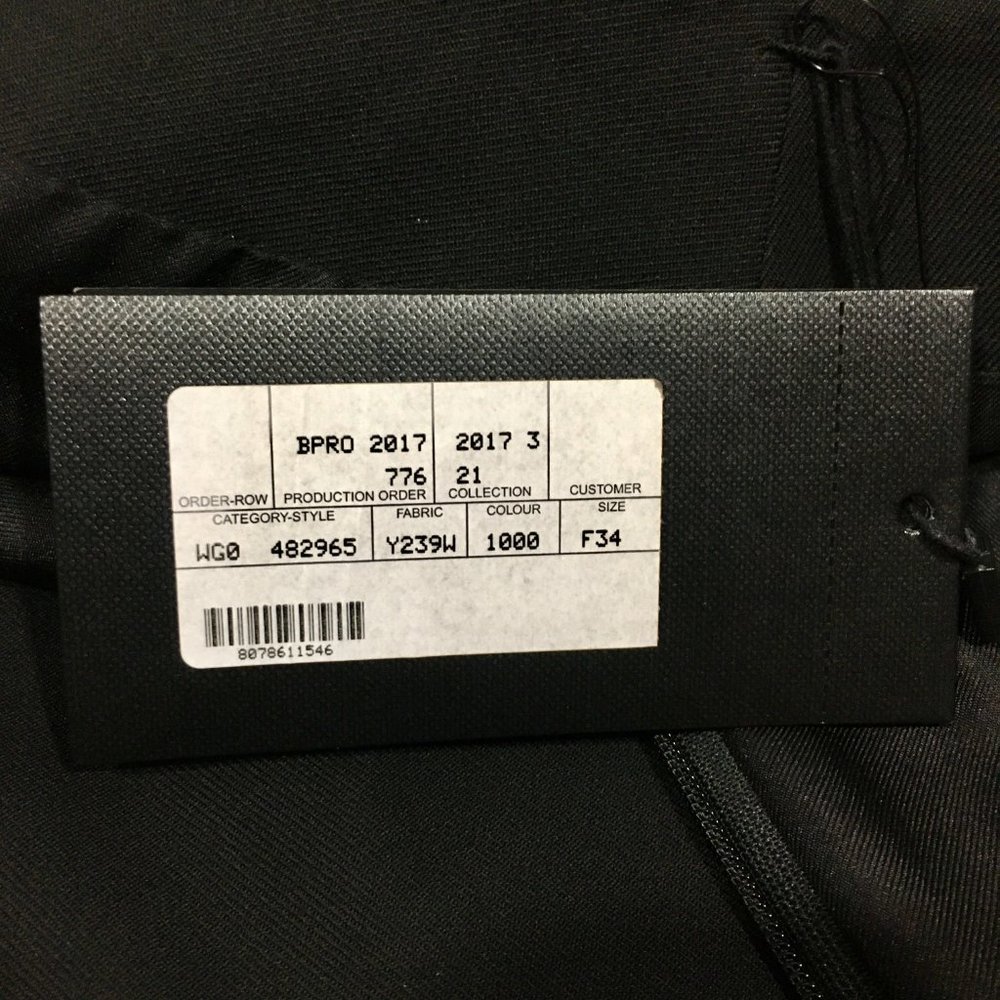 BPRO 2017 2017 3
776 21
ORDER-ROW PRODUCTION ORDER COLLECTION CUSTOMER
CATEGORY-STYLE FABRIC COLOUR SIZE
WG0 482965 Y239W 1000 F34
8078611546